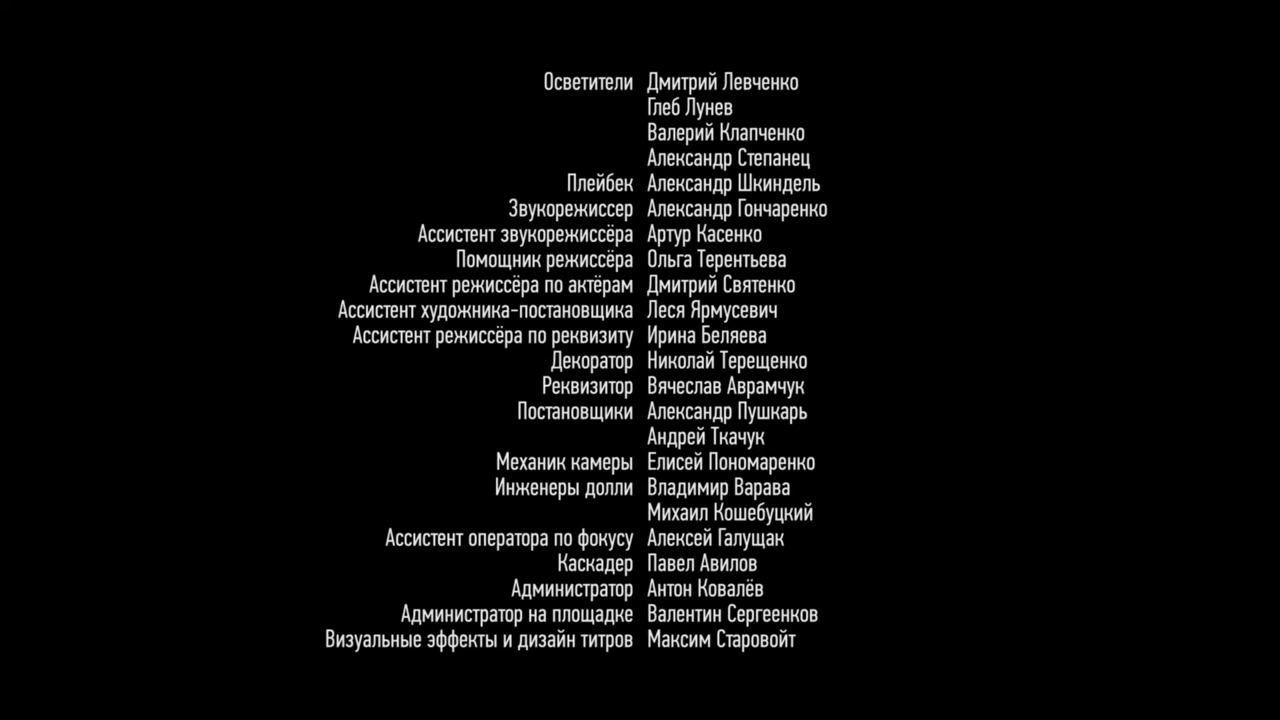 Осветители Дмитрий Левченко
Глеб Лунев
Валерий Клапченко
Александр Степанец
Плейбек Александр Шкиндель
Звукорежиссер Александр Гончаренко
Ассистент звукорежиссёра Артур Касенко
Помощник режиссёра Ольга Терентьева
Ассистент режиссёра по актёрам Дмитрий Святенко
Ассистент художника-постановщика Леся Ярмусевич
Ассистент режиссёра по реквизиту Ирина Беляева
Декоратор Николай Терещенко
Реквизитор Вячеслав Аврамчук
Постановщики Александр Пушкарь
Андрей Ткачук
Механик камеры Елисей Пономаренко
Инженеры долли Владимир Варава
Михаил Кошебуцкий
Ассистент оператора по фокусу Алексей Галущак
Каскадер Павел Авилов
Администратор Антон Ковалёв
Администратор на площадке Валентин Сергеенков
Визуальные эффекты и дизайн титров Максим Старовойт